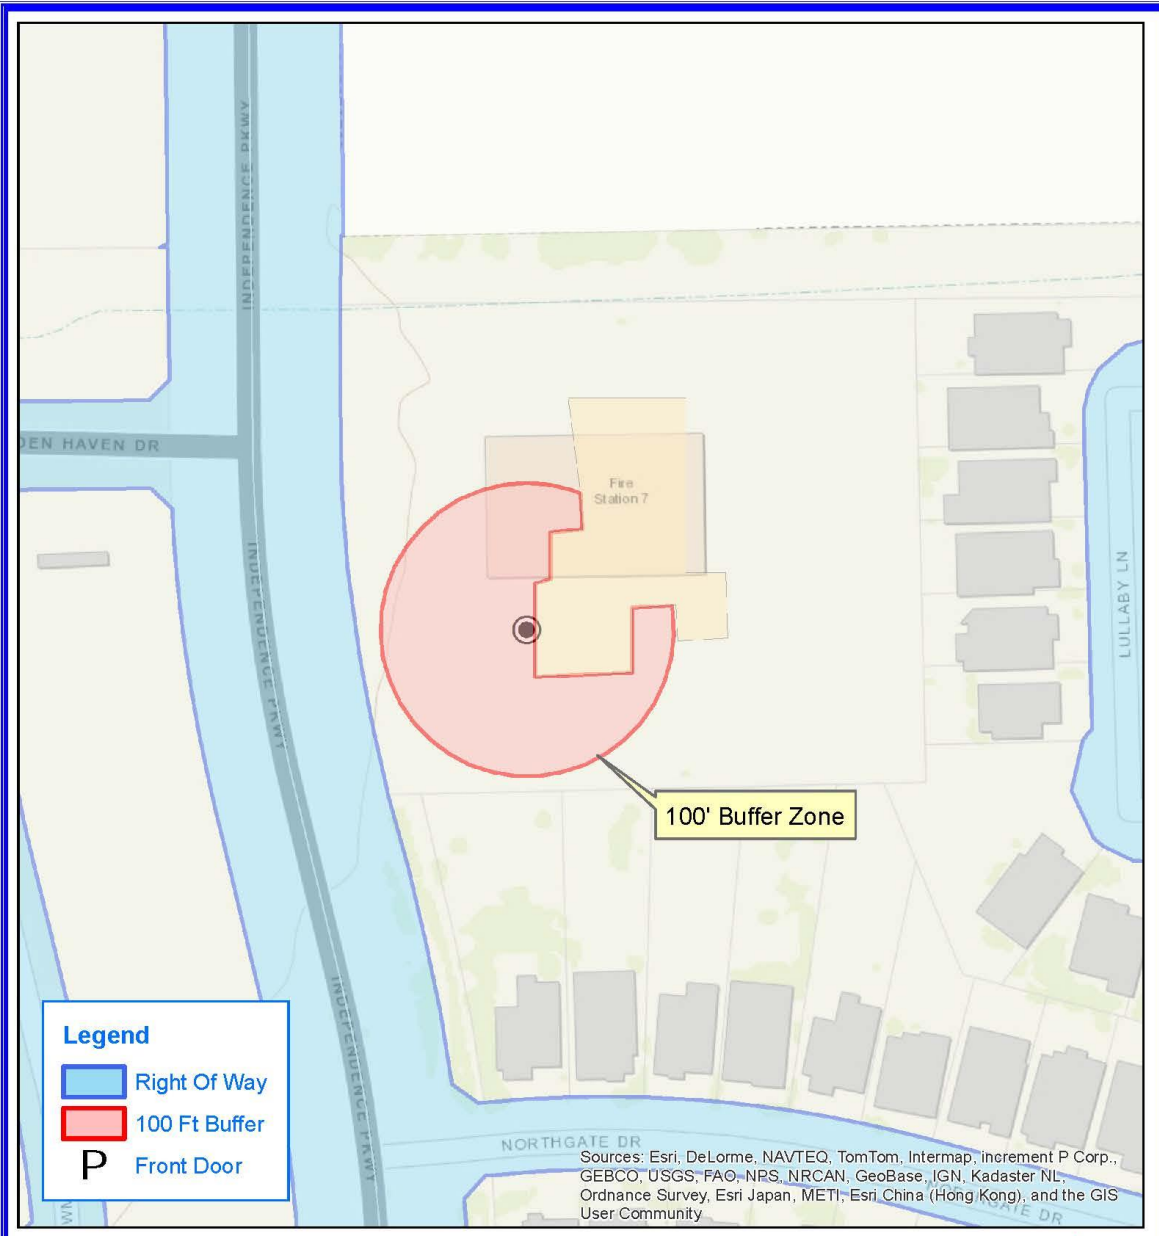 INDEPENDENCE PKWY
DEN HAVEN DR
Fire
Station 7
INDEPENDENCE PKWY
LULLABY LN
100' Buffer Zone
INDEPENDENCE PKWY
Legend
Right Of Way
100 Ft Buffer
P Front Door
NORTHGATE DR
NORTHGATE DR
Sources: Esri, DeLorme, NAVTEQ, TomTom, Intermap, increment P Corp.,
GEBCO, USGS, FAO, NPS, NRCAN, GeoBase, IGN, Kadaster NL,
Ordnance Survey, Esri Japan, METI, Esri China (Hong Kong), and the GIS
User Community